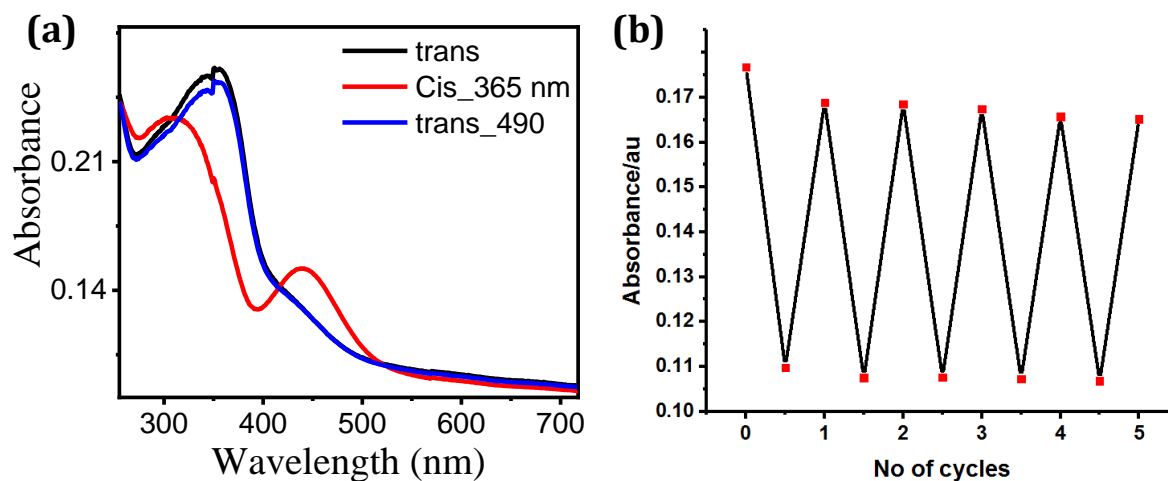 (a)
trans
Cis_365 nm
trans_490
Absorbance
0.21
0.14
300 400 500 600 700
Wavelength (nm)
(b)
Absorbance/au
0.17
0.16
0.15
0.14
0.13
0.12
0.11
0.10
0 1 2 3 4 5
No of cycles